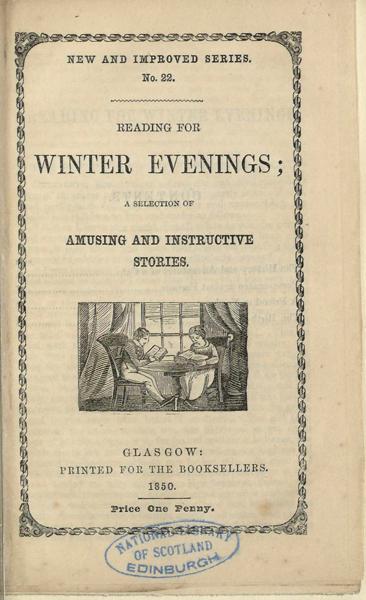 NEW AND IMPROVED SERIES.
No. 22.
READING FOR
WINTER EVENINGS;
A SELECTION OF
AMUSING AND INSTRUCTIVE
STORIES.
GLASGOW:
PRINTED FOR THE BOOKSELLERS.
1850.
Price One Penny.
NATIONAL LIBRARY
OF SCOTLAND
EDINBURGH